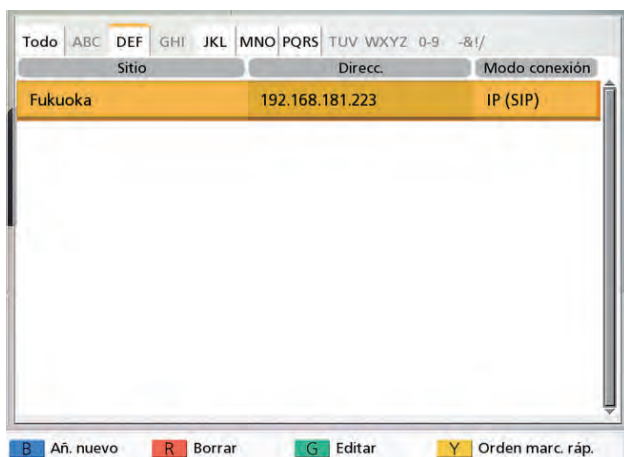 Todo ABC DEF GHI JKL MNO PQRS TUV WXYZ 0-9 -&!/
Sitio Direcc. Modo conexión
Fukuoka 192.168.181.223 IP (SIP)
B Añ. nuevo R Borrar G Editar Y Orden marc. ráp.